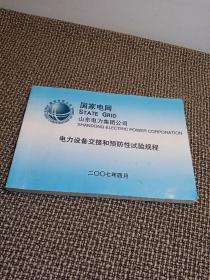 国家电网
STATE GRID
山东电力集团公司
SHANDONG ELECTRIC POWER CORPORATION
电力设备交接和预防性试验规程
二〇〇七年四月